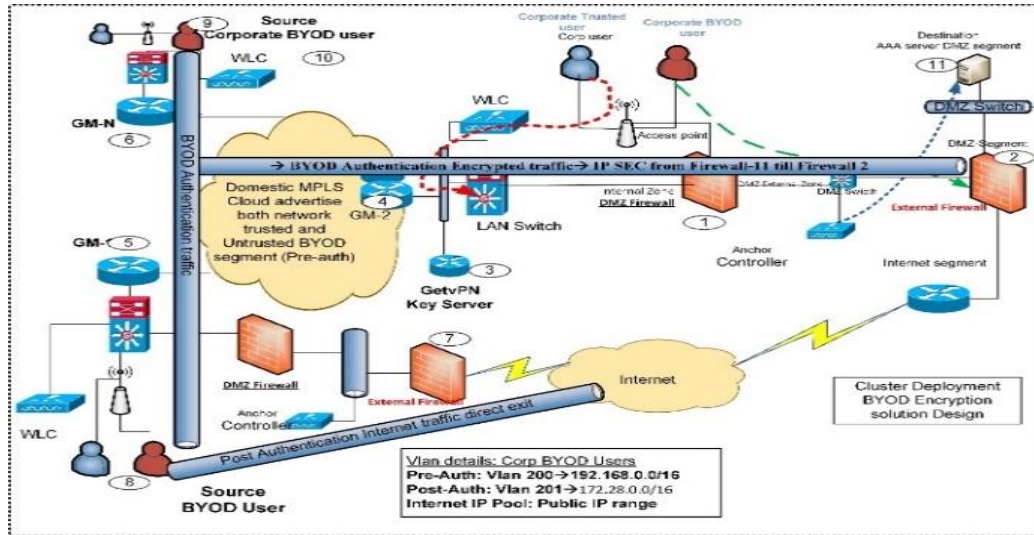 9
Source
Corporate BYOD user
10
WLC
GM-N
6
Corporate Trusted
user
Corp user
Corporate BYOD
user
Destination
AAA server DMZ segment
11
DMZ Switch
WLC
Access point
DMZ-Segment
2
→ BYOD Authentication Encrypted traffic→ IP SEC from Firewall-11 till Firewall 2
BYOD Authentication traffic
Domestic MPLS
Cloud advertise
both network
trusted and
Untrusted BYOD
segment (Pre-auth)
4
GM-2
LAN Switch
Internal Zone
DMZ Firewall
1
DMZ External Zone
DMZ Switch
External Firewall
Anchor
Controller
Internet segment
GM-
5
3
GetvPN
Key Server
DMZ Firewall
7
External Firewall
Anchor
Controller
Internet
Cluster Deployment
BYOD Encryption
solution Design
WLC
Post Authentication Internet traffic direct exit
8
Source
BYOD User
Vlan details: Corp BYOD Users
Pre-Auth: Vlan 200→192.168.0.0/16
Post-Auth: Vlan 201→172.28.0.0/16
Internet IP Pool: Public IP range